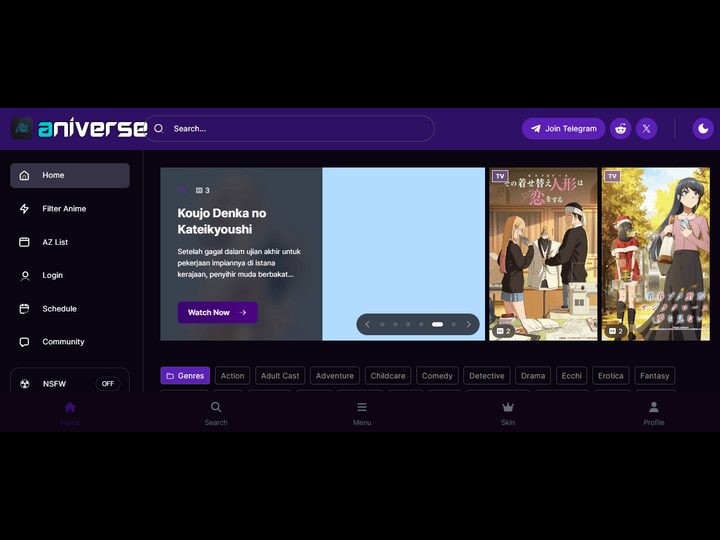 aniverse
Search...
Join Telegram
Home
Filter Anime
AZ List
Login
Schedule
Community
NSFW OFF
3
Koujo Denka no
Kateikyoushi
Setelah gagal dalam ujian akhir untuk
pekerjaan impiannya di istana
kerajaan, penyihir muda berbakat...
Watch Now
TV
その着せ替え人形は
恋をする
2
TV
2
Genres Action Adult Cast Adventure Childcare Comedy Detective Drama Ecchi Erotica Fantasy
Home Search Menu Skin Profile